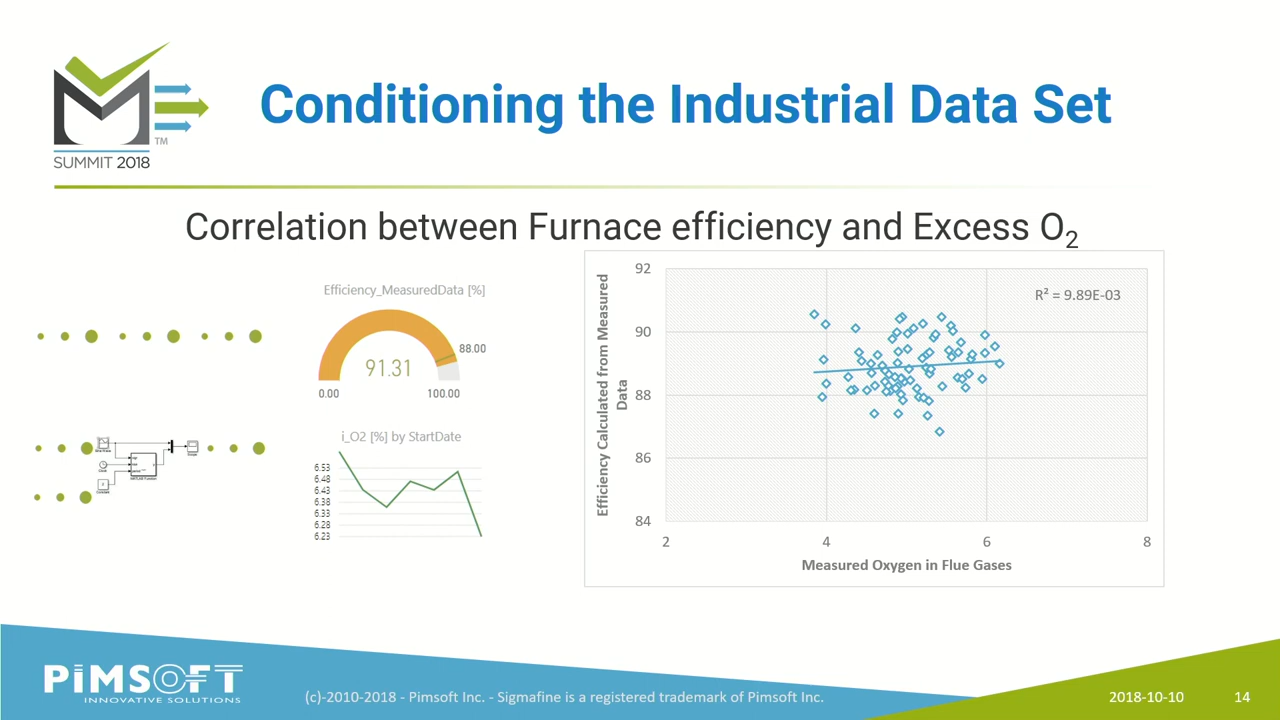 TM
SUMMIT 2018
Conditioning the Industrial Data Set
Correlation between Furnace efficiency and Excess O2
Efficiency_MeasuredData [%]
88.00
91.31
0.00
100.00
i_O2 [%] by StartDate
6.53
6.48
6.43
6.38
6.33
6.28
6.23
Efficiency Calculated from Measured
Data
92
90
88
86
84
R² = 9.89E-03
2
4
6
8
Measured Oxygen in Flue Gases
PiMSOFT
INNOVATIVE SOLUTIONS
(c)-2010-2018 - Pimsoft Inc. - Sigmafine is a registered trademark of Pimsoft Inc.
2018-10-10
14